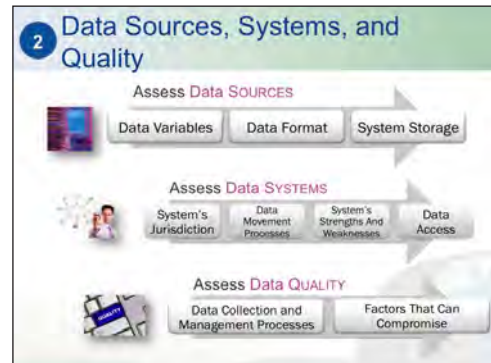 2
Data Sources, Systems, and
Quality
Assess Data SOURCES
Data Variables
Data Format
System Storage
Assess Data SYSTEMS
System's
Jurisdiction
Data
Movement
Processes
System's
Strengths And
Weaknesses
Data
Access
Assess Data QUALITY
QUALITY
Data Collection and
Management Processes
Factors That Can
Compromise